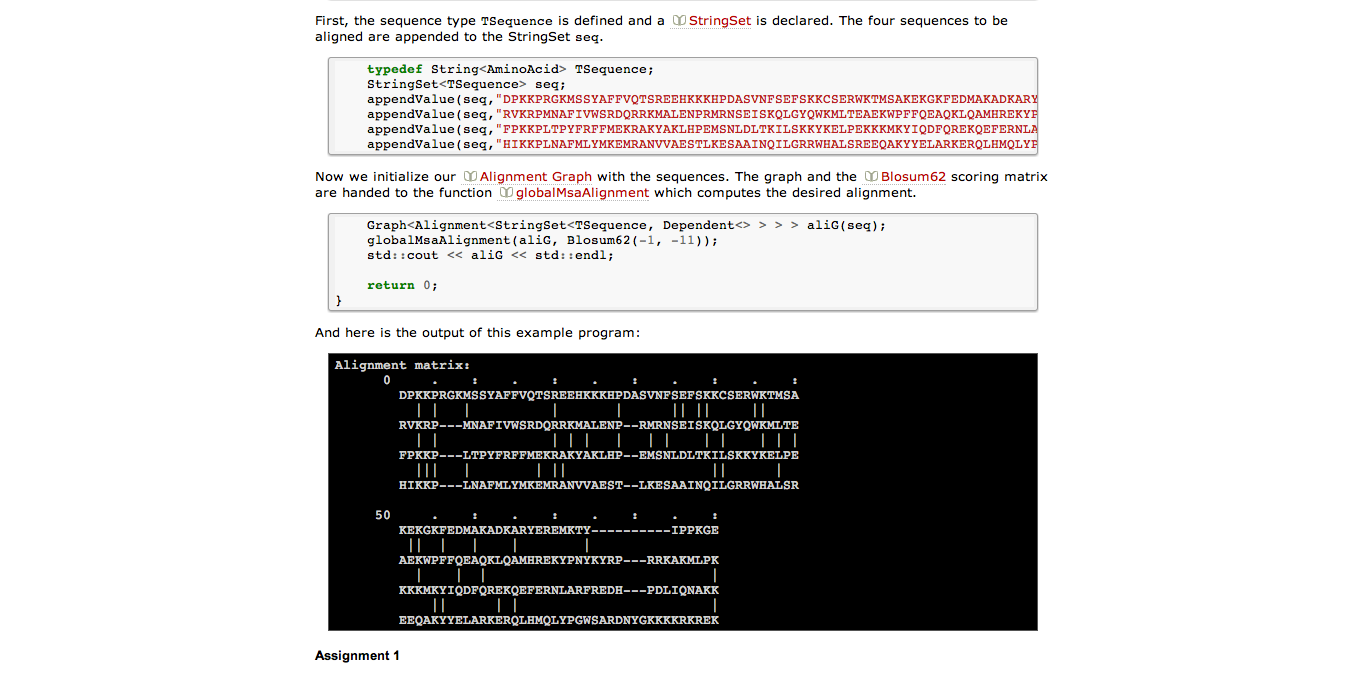 First, the sequence type TSequence is defined and a StringSet is declared. The four sequences to be
aligned are appended to the StringSet seq.
typedef String<AminoAcid> TSequence;
StringSet<TSequence> seq;
appendValue(seq,"DPKKPRGKMSSYAFFVQTSREEHKKKHPDASVNFSEFSKKCSERWKTMSAKEKGKFEDMAKADKARY
appendValue(seq,"RVKRPMNAFIVWSRDQRRKMALENPRMRNSEISKQLGYQWKMLTEAEKWPFFQEAQKLQAMHREKYP
appendValue(seq,"FPKKPLTPYFRFFMEKRAKYAKLHPEMSNLDLTKILSKKYKELPEKKKMKYIQDFQREKQEFERNLA
appendValue(seq,"HIKKPLNAFMLYMKEMRANVVAESTLKESAAINQILGRRWHALSREEQAKYYELARKERQLHMQLYP
Now we initialize our Alignment Graph with the sequences. The graph and the Blosum62 scoring matrix
are handed to the function globalMsaAlignment which computes the desired alignment.
Graph<Alignment<StringSet<TSequence, Dependent<> > > > aliG(seq);
globalMsaAlignment(aliG, Blosum62(-1, -11));
std::cout << aliG << std::endl;
return 0;
}
And here is the output of this example program:
Alignment matrix:
0 . : . : . : . : . :
DPKKPRGKMSSYAFFVQTSREEHKKKHPDASVNFSEFSKKCSERWKTMSA
| | | | | || || ||
RVKRP---MNAFIVWSRDQRRKMALENP--RMRNSEISKQLGYQWKMLTE
| | | | | | | | | | | | |
FPKKP---LTPYFRFFMEKRAKYAKLHP--EMSNLDLTKILSKKYKELPE
||| | | || || |
HIKKP---LNAFMLYMKEMRANVVAEST--LKESAAINQILGRRWHALSR
50 . : . : . : . :
KEKGKFEDMAKADKARYEREMKTY----------IPPKGE
|| | | | |
AEKWPFFQEAQKLQAMHREKYPNYKYRP---RRKAKMLPK
| | | |
KKKMKYIQDFQREKQEFERNLARFREDH---PDLIQNAKK
|| | | |
EEQAKYYELARKERQLHMQLYPGWSARDNYGKKKKRKREK
Assignment 1